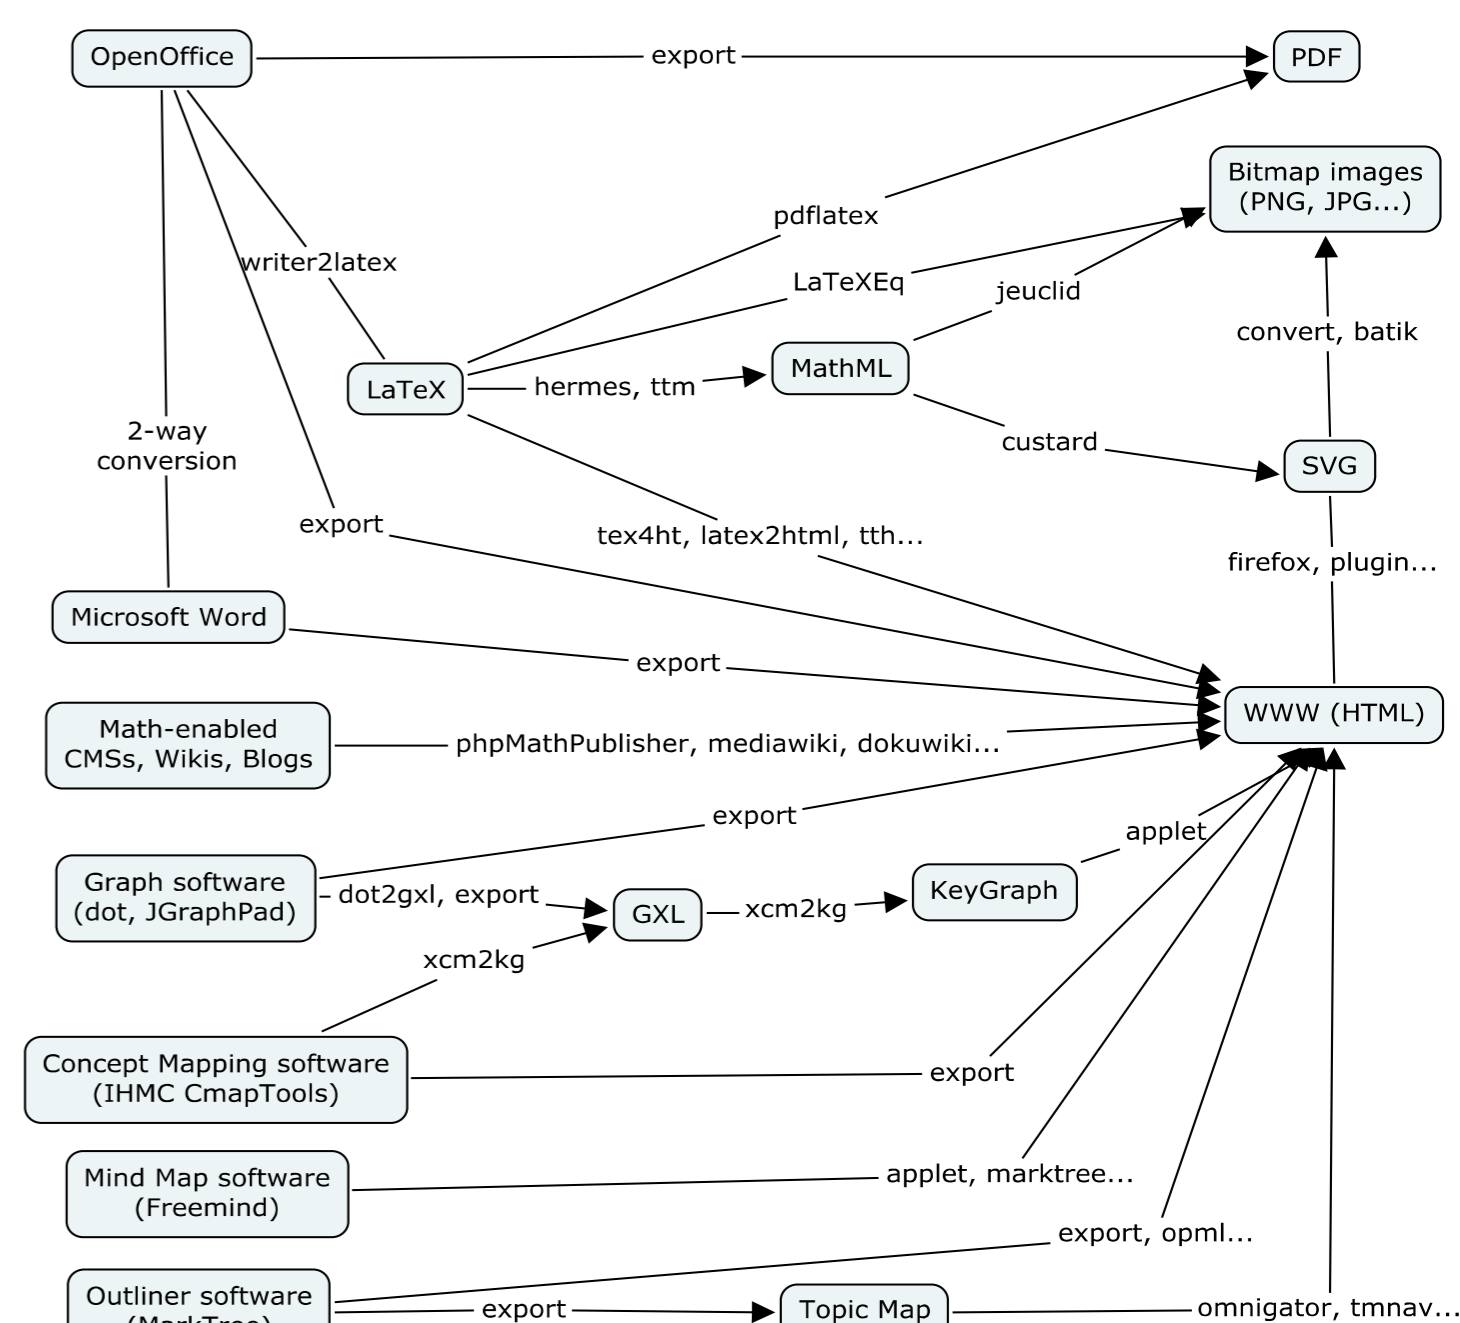 OpenOffice
export
PDF
Bitmap images
(PNG, JPG...)
pdflatex
writer2latex
LaTeXEq
jeuclid
convert, batik
LaTeX
hermes, ttm
MathML
2-way
conversion
custard
SVG
export
tex4ht, latex2html, tth...
firefox, plugin...
Microsoft Word
export
WWW (HTML)
Math-enabled
CMSs, Wikis, Blogs
phpMathPublisher, mediawiki, dokuwiki...
export
applet
Graph software
(dot, JGraphPad)
dot2gxl, export
GXL
xcm2kg
KeyGraph
xcm2kg
Concept Mapping software
(IHMC CmapTools)
export
Mind Map software
(Freemind)
applet, marktree...
export, opml...
Outliner software
(MarkTree)
export
Topic Map
omnigator, tmnav...